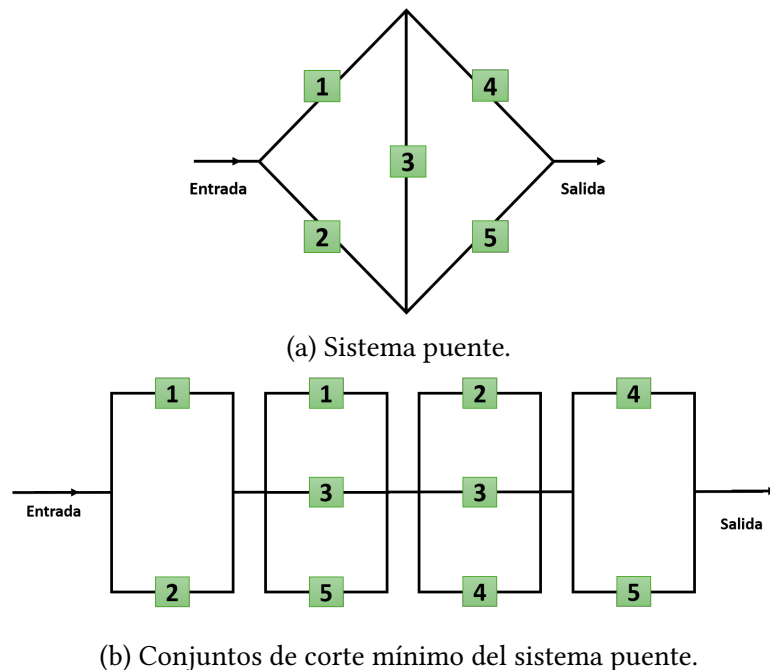 1
4
3
Entrada
Salida
2
5
(a) Sistema puente.
1 1 2 4
3 3
Entrada
Salida
2 5 4 5
(b) Conjuntos de corte mínimo del sistema puente.